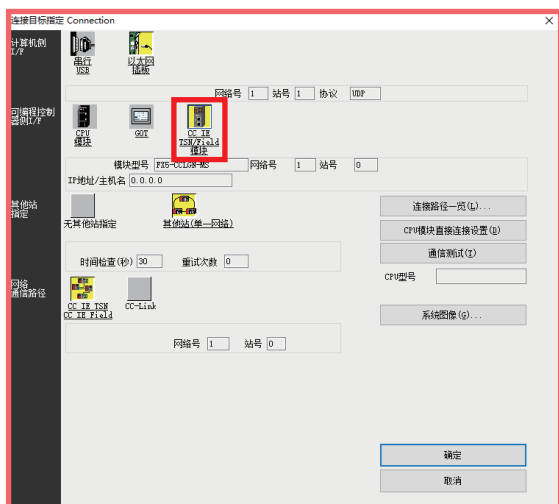 连接目标指定 Connection
计算机侧
I/F
串行
USB
以太网
插板
网络号 1 站号 1 协议 UDP
可编程控制
器侧I/F
CPU
模块
GOT
CC IE
TSN/Field
模块
模块型号 FX5-CCLGN-MS 网络号 1 站号 0
IP地址/主机名 0.0.0.0
其他站
指定
无其他站指定
其他站(单一网络)
连接路径一览(L)...
CPU模块直接连接设置(D)
时间检查(秒) 30 重试次数 0
通信测试(T)
CPU型号
网络
通信路径
CC IE TSN
CC IE Field
CC-Link
系统图像(G)...
网络号 1 站号 0
确定
取消